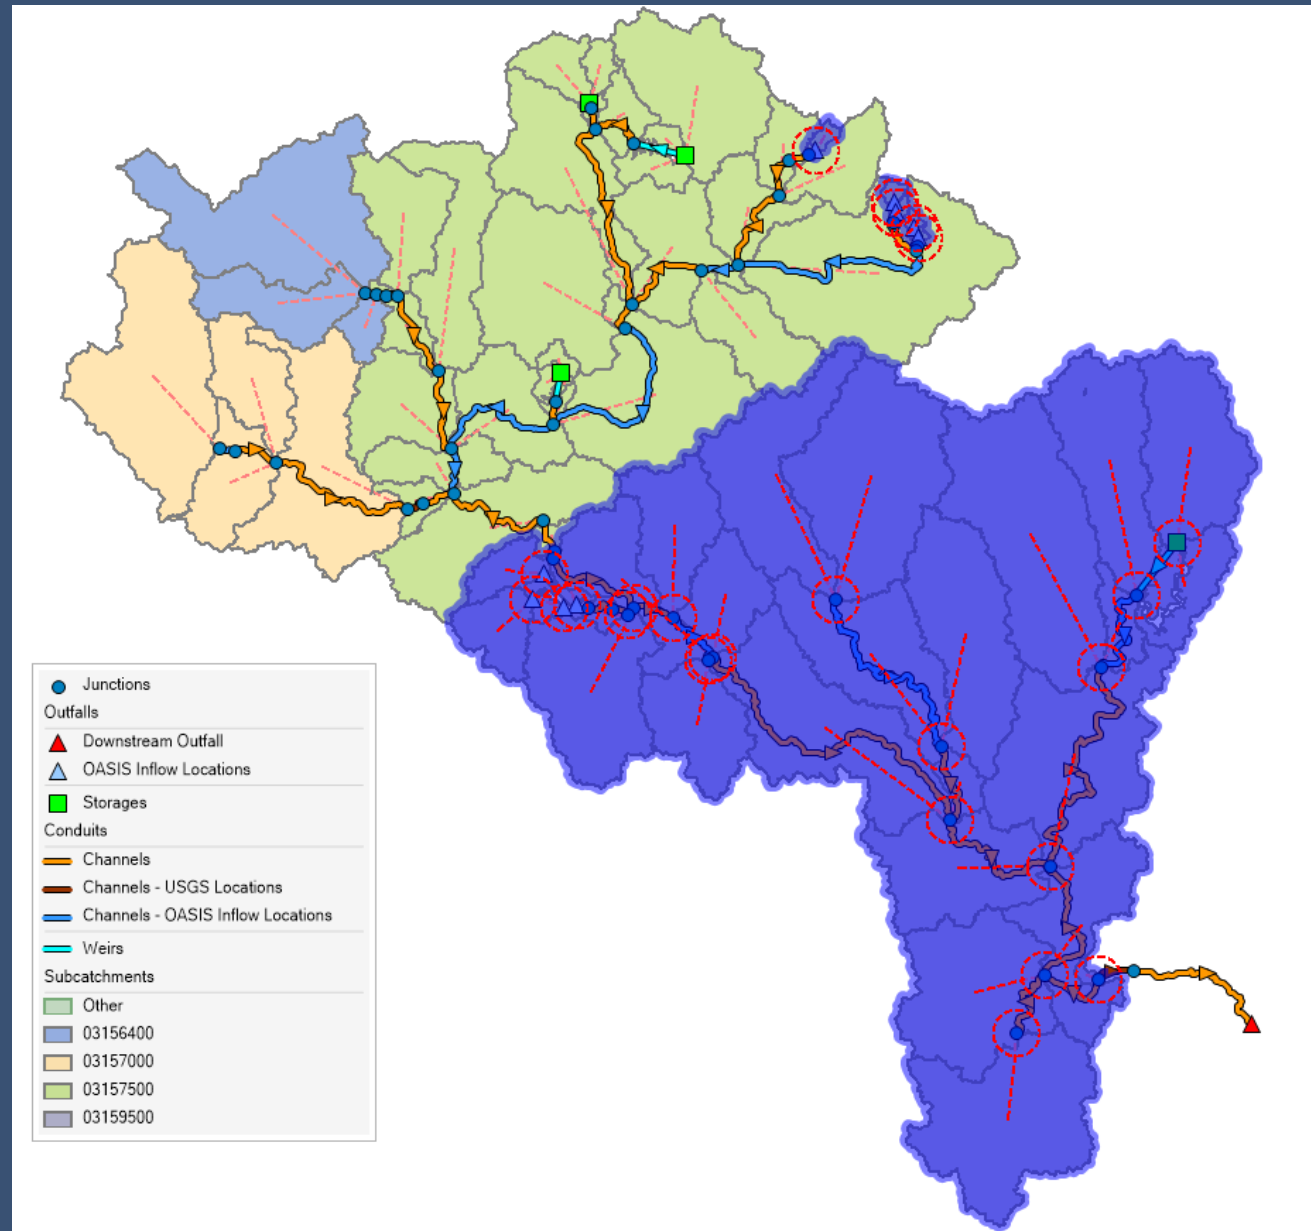 Junctions
Outfalls
Downstream Outfall
OASIS Inflow Locations
Storages
Conduits
Channels
Channels - USGS Locations
Channels - OASIS Inflow Locations
Weirs
Subcatchments
Other
03156400
03157000
03157500
03159500